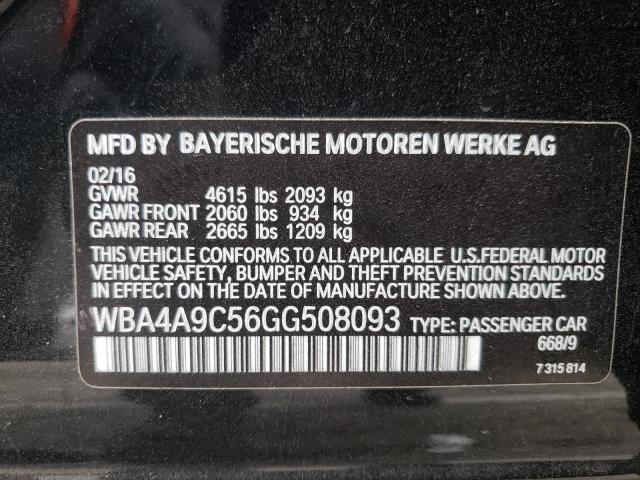 MFD BY BAYERISCHE MOTOREN WERKE AG
02/16
GVWR 4615 lbs 2093 kg
GAWR FRONT 2060 lbs 934 kg
GAWR REAR 2665 lbs 1209 kg
THIS VEHICLE CONFORMS TO ALL APPLICABLE U.S.FEDERAL MOTOR
VEHICLE SAFETY, BUMPER AND THEFT PREVENTION STANDARDS
IN EFFECT ON THE DATE OF MANUFACTURE SHOWN ABOVE.
WBA4A9C56GG508093 TYPE: PASSENGER CAR
668/9
7 315 814